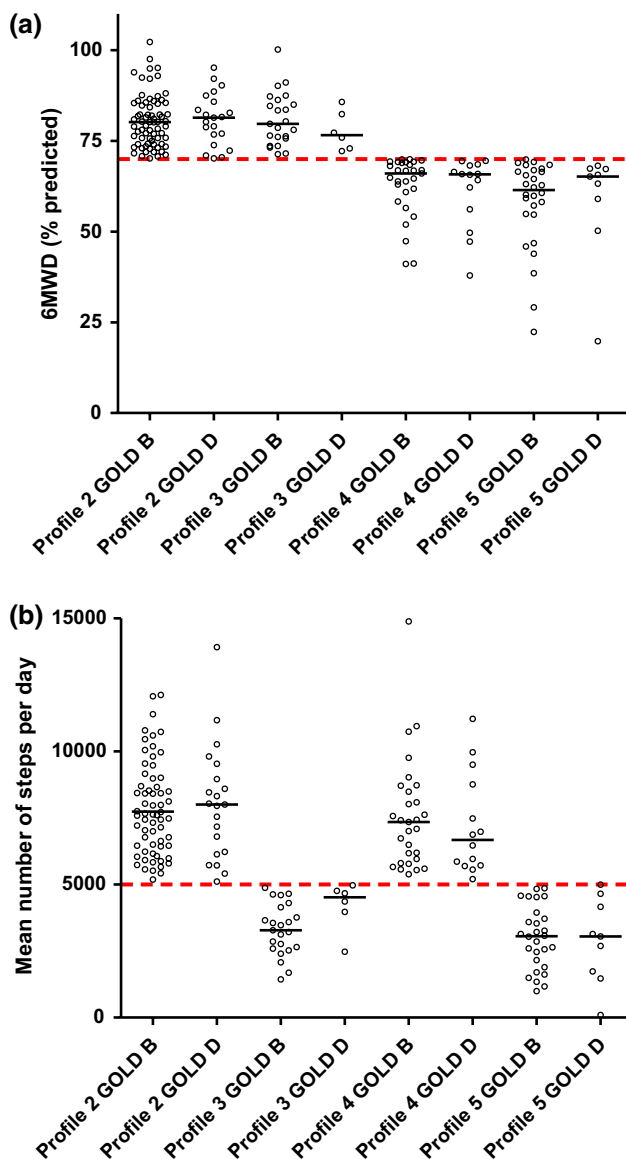 (a)
100
75
50
25
0
6MWD (% predicted)
Profile 2 GOLD B
Profile 2 GOLD D
Profile 3 GOLD B
Profile 3 GOLD D
Profile 4 GOLD B
Profile 4 GOLD D
Profile 5 GOLD B
Profile 5 GOLD D
(b)
15000
10000
5000
0
Mean number of steps per day
Profile 2 GOLD B
Profile 2 GOLD D
Profile 3 GOLD B
Profile 3 GOLD D
Profile 4 GOLD B
Profile 4 GOLD D
Profile 5 GOLD B
Profile 5 GOLD D